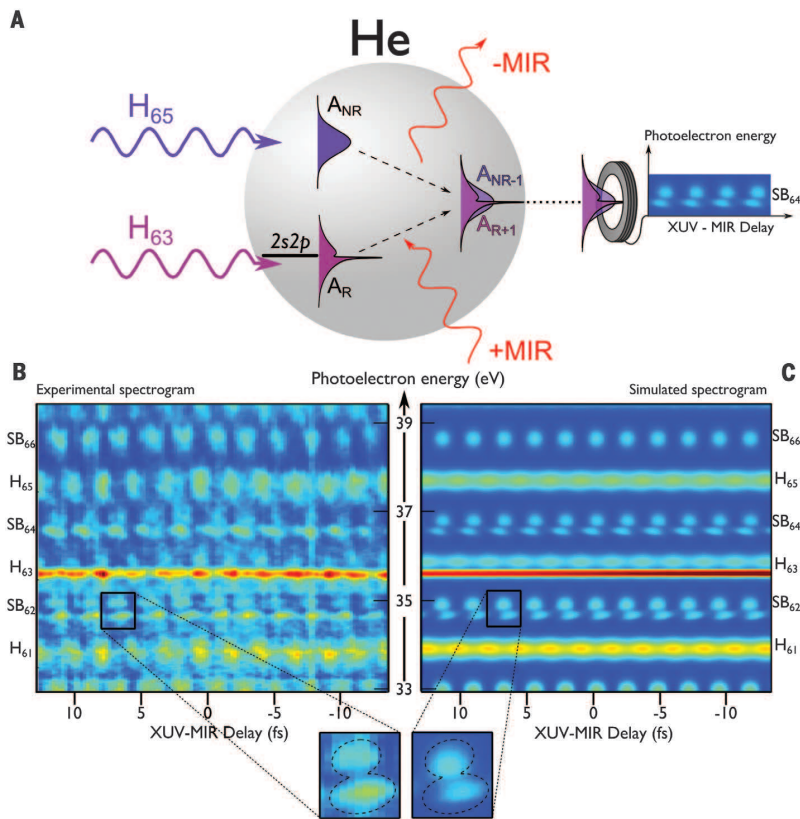 A
He
-MIR
H65
ANR
Photoelectron energy
ANR-1
SB64
H63
2s2p
AR+1
XUV - MIR Delay
AR
+MIR
B
Photoelectron energy (eV)
C
Experimental spectrogram
Simulated spectrogram
SB66
39
SB66
H65
H65
37
SB64
SB64
H63
H63
35
SB62
SB62
H61
H61
33
10 5 0 -5 -10
10 5 0 -5 -10
XUV-MIR Delay (fs)
XUV-MIR Delay (fs)